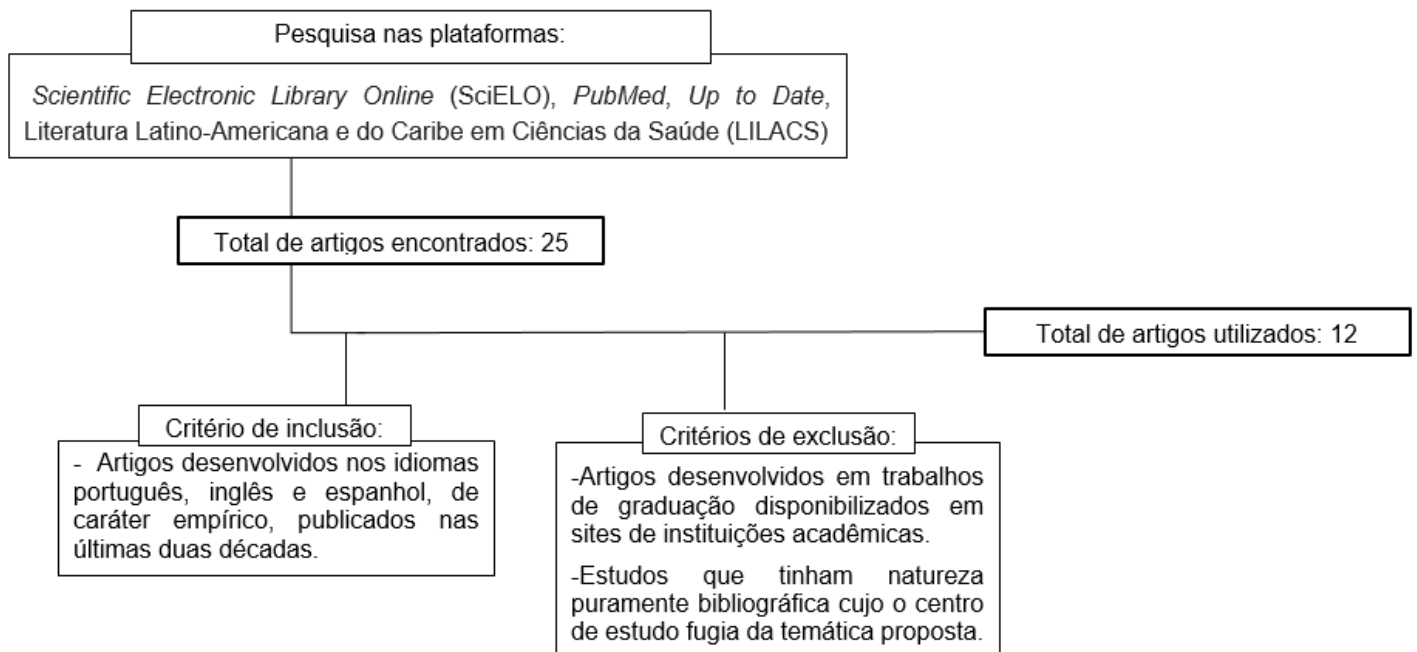 Pesquisa nas plataformas:
Scientific Electronic Library Online (SciELO), PubMed, Up to Date,
Literatura Latino-Americana e do Caribe em Ciências da Saúde (LILACS)
Total de artigos encontrados: 25
Total de artigos utilizados: 12
Critério de inclusão:
- Artigos desenvolvidos nos idiomas
português, inglês e espanhol, de
caráter empírico, publicados nas
últimas duas décadas.
Critérios de exclusão:
-Artigos desenvolvidos em trabalhos
de graduação disponibilizados em
sites de instituições acadêmicas.
-Estudos que tinham natureza
puramente bibliográfica cujo o centro
de estudo fugia da temática proposta.